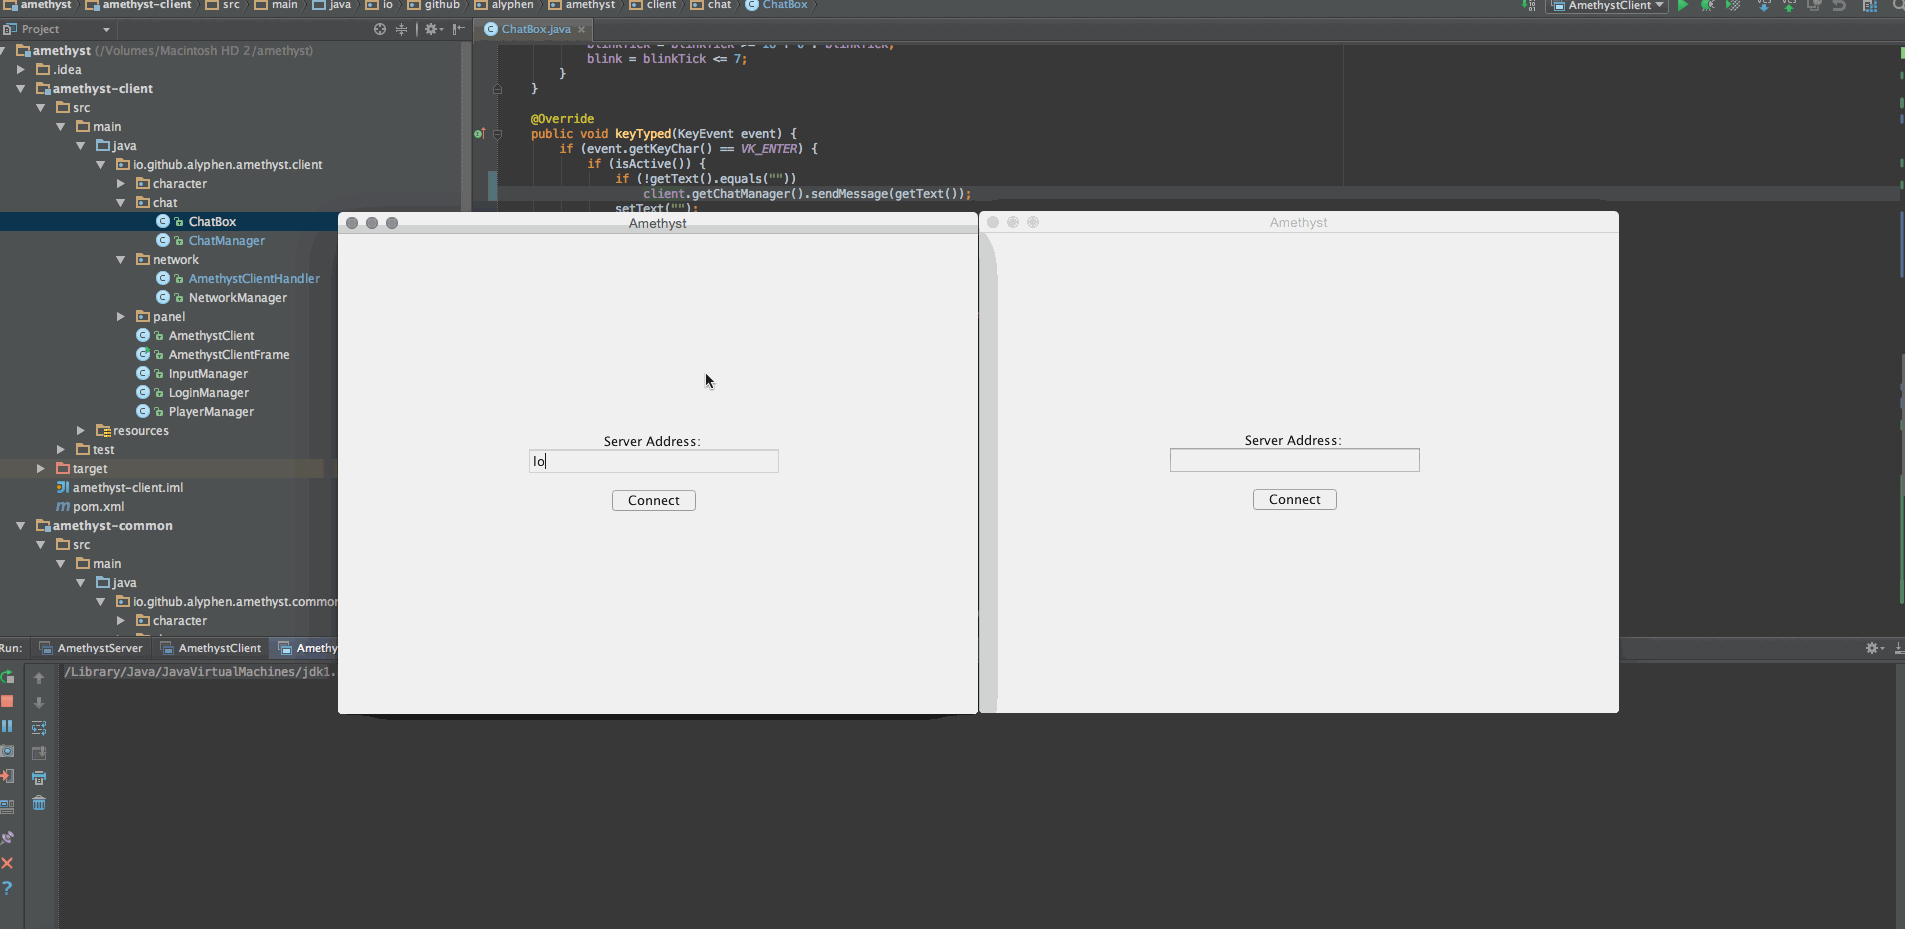 amethyst amethyst-client src main java io github alyphen amethyst client chat ChatBox
AmethystClient
Project
ChatBox.java
amethyst (/Volumes/Macintosh HD 2/amethyst)
.idea
amethyst-client
src
main
java
io.github.alyphen.amethyst.client
character
chat
ChatBox
ChatManager
network
AmethystClientHandler
NetworkManager
panel
AmethystClient
AmethystClientFrame
InputManager
LoginManager
PlayerManager
resources
test
target
amethyst-client.iml
pom.xml
amethyst-common
src
main
java
io.github.alyphen.amethyst.common
character
blink = blinkTick <= 7;
}
}
@Override
public void keyTyped(KeyEvent event) {
if (event.getKeyChar() == VK_ENTER) {
if (isActive()) {
if (!getText().equals(""))
client.getChatManager().sendMessage(getText());
setText("");
Amethyst
Server Address:
lo
Connect
Amethyst
Server Address:
Connect
Run: AmethystServer AmethystClient Amethy
/Library/Java/JavaVirtualMachines/jdk1.